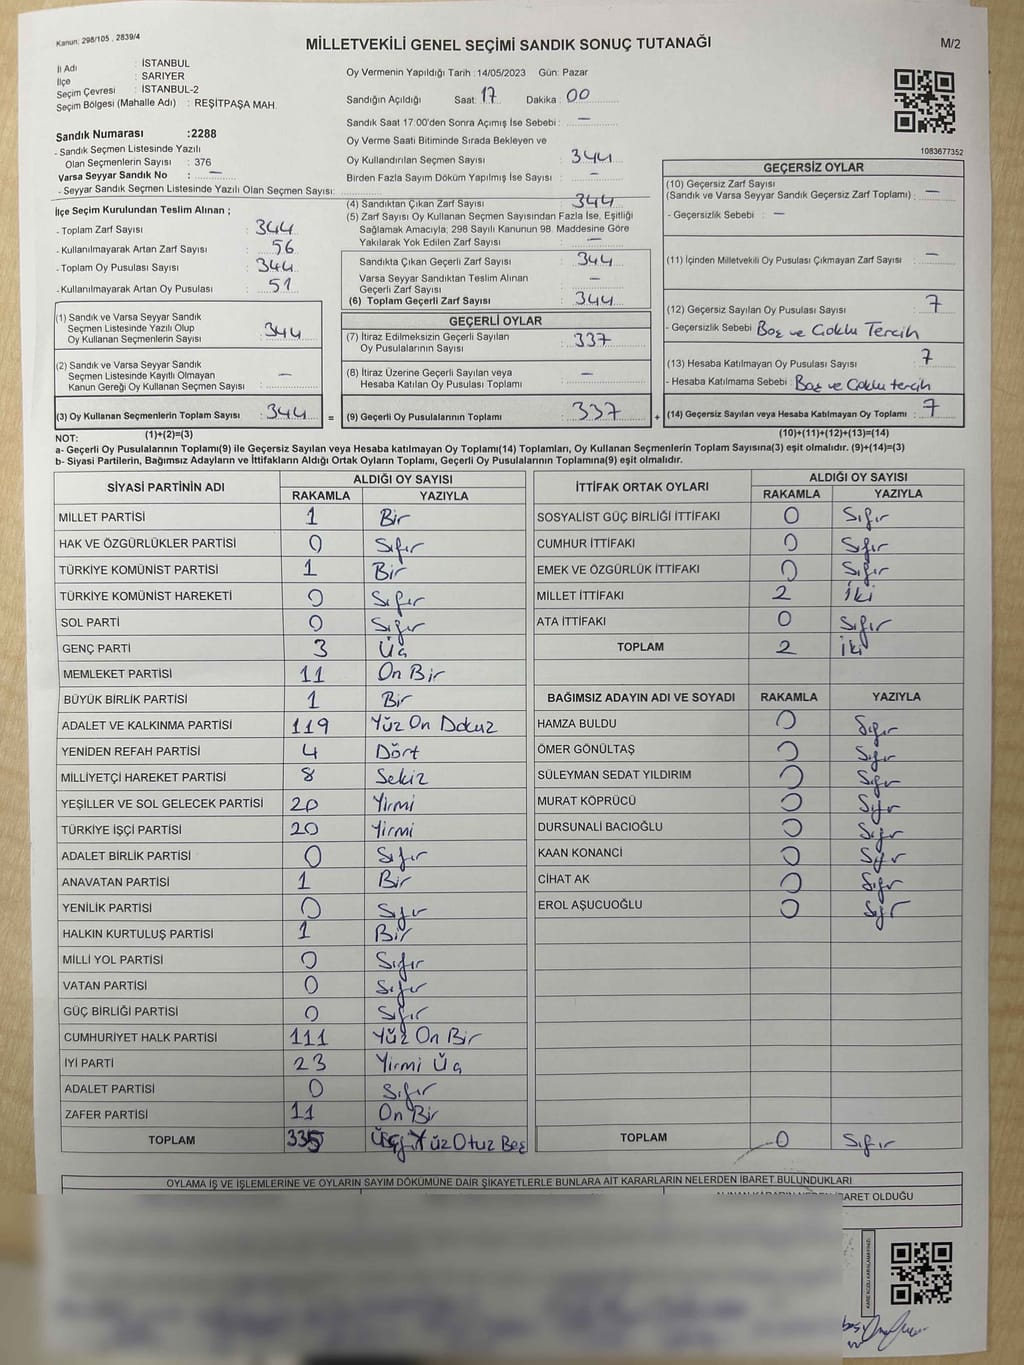 Kanun: 298/105 , 2839/4
MİLLETVEKİLİ GENEL SEÇİMİ SANDIK SONUÇ TUTANAĞI
M/2
İl Adı : İSTANBUL
İlçe : SARIYER
Seçim Çevresi : İSTANBUL-2
Seçim Bölgesi (Mahalle Adı) : REŞİTPAŞA MAH.
Sandık Numarası :2288
- Sandık Seçmen Listesinde Yazılı
Olan Seçmenlerin Sayısı : 376
Varsa Seyyar Sandık No : —
- Seyyar Sandık Seçmen Listesinde Yazılı Olan Seçmen Sayısı:
Oy Vermenin Yapıldığı Tarih :14/05/2023 Gün: Pazar
Sandığın Açıldığı Saat: 17 Dakika : 00
Sandık Saat 17:00'den Sonra Açımış İse Sebebi : —
Oy Verme Saati Bitiminde Sırada Bekleyen ve
Oy Kullandırılan Seçmen Sayısı : 344
Birden Fazla Sayım Döküm Yapılmış İse Sayısı : —
1083677352
İlçe Seçim Kurulundan Teslim Alınan ;
- Toplam Zarf Sayısı : 344
- Kullanılmayarak Artan Zarf Sayısı : 56
- Toplam Oy Pusulası Sayısı : 344
- Kullanılmayarak Artan Oy Pusulası : 51
(4) Sandıktan Çıkan Zarf Sayısı : 344
(5) Zarf Sayısı Oy Kullanan Seçmen Sayısından Fazla İse, Eşitliği
Sağlamak Amacıyla; 298 Sayılı Kanunun 98. Maddesine Göre
Yakılarak Yok Edilen Zarf Sayısı : —
Sandıkta Çıkan Geçerli Zarf Sayısı : 344
Varsa Seyyar Sandıktan Teslim Alınan
Geçerli Zarf Sayısı : —
(6) Toplam Geçerli Zarf Sayısı : 344
GEÇERSİZ OYLAR
(10) Geçersiz Zarf Sayısı
(Sandık ve Varsa Seyyar Sandık Geçersiz Zarf Toplamı) : —
- Geçersizlik Sebebi : —
(11) İçinden Milletvekili Oy Pusulası Çıkmayan Zarf Sayısı : —
(12) Geçersiz Sayılan Oy Pusulası Sayısı : 7
- Geçersizlik Sebebi : Boş ve Çoklu Tercih
(13) Hesaba Katılmayan Oy Pusulası Sayısı : 7
- Hesaba Katılmama Sebebi : Boş ve Çoklu tercih
(14) Geçersiz Sayılan veya Hesaba Katılmayan Oy Toplamı : 7
(10)+(11)+(12)+(13)=(14)
(1) Sandık ve Varsa Seyyar Sandık
Seçmen Listesinde Yazılı Olup
Oy Kullanan Seçmenlerin Sayısı : 344
(2) Sandık ve Varsa Seyyar Sandık
Seçmen Listesinde Kayıtlı Olmayan
Kanun Gereği Oy Kullanan Seçmen Sayısı : —
(3) Oy Kullanan Seçmenlerin Toplam Sayısı : 344 =
(1)+(2)=(3)
GEÇERLİ OYLAR
(7) İtiraz Edilmeksizin Geçerli Sayılan
Oy Pusulalarının Sayısı : 337
(8) İtiraz Üzerine Geçerli Sayılan veya
Hesaba Katılan Oy Pusulası Toplamı : —
(9) Geçerli Oy Pusulalarının Toplamı : 337 +
NOT:
a- Geçerli Oy Pusulalarının Toplamı(9) ile Geçersiz Sayılan veya Hesaba katılmayan Oy Toplamı(14) Toplamları, Oy Kullanan Seçmenlerin Toplam Sayısına(3) eşit olmalıdır. (9)+(14)=(3)
b- Siyasi Partilerin, Bağımsız Adayların ve İttifakların Aldığı Ortak Oyların Toplamı, Geçerli Oy Pusulalarının Toplamına(9) eşit olmalıdır.
SİYASİ PARTİNİN ADI ALDIĞI OY SAYISI
RAKAMLA YAZIYLA
MİLLET PARTİSİ 1 Bir
HAK VE ÖZGÜRLÜKLER PARTİSİ 0 Sıfır
TÜRKİYE KOMÜNİST PARTİSİ 1 Bir
TÜRKİYE KOMÜNİST HAREKETİ 0 Sıfır
SOL PARTİ 0 Sıfır
GENÇ PARTİ 3 Üç
MEMLEKET PARTİSİ 11 On Bir
BÜYÜK BİRLİK PARTİSİ 1 Bir
ADALET VE KALKINMA PARTİSİ 119 Yüz On Dokuz
YENİDEN REFAH PARTİSİ 4 Dört
MİLLİYETÇİ HAREKET PARTİSİ 8 Sekiz
YEŞİLLER VE SOL GELECEK PARTİSİ 20 Yirmi
TÜRKİYE İŞÇİ PARTİSİ 20 Yirmi
ADALET BİRLİK PARTİSİ 0 Sıfır
ANAVATAN PARTİSİ 1 Bir
YENİLİK PARTİSİ 0 Sıfır
HALKIN KURTULUŞ PARTİSİ 1 Bir
MİLLİ YOL PARTİSİ 0 Sıfır
VATAN PARTİSİ 0 Sıfır
GÜÇ BİRLİĞİ PARTİSİ 0 Sıfır
CUMHURİYET HALK PARTİSİ 111 Yüz On Bir
İYİ PARTİ 23 Yirmi Üç
ADALET PARTİSİ 0 Sıfır
ZAFER PARTİSİ 11 On Bir
TOPLAM 335 Üç Yüz Otuz Beş
İTTİFAK ORTAK OYLARI ALDIĞI OY SAYISI
RAKAMLA YAZIYLA
SOSYALİST GÜÇ BİRLİĞİ İTTİFAKI 0 Sıfır
CUMHUR İTTİFAKI 0 Sıfır
EMEK VE ÖZGÜRLÜK İTTİFAKI 0 Sıfır
MİLLET İTTİFAKI 2 İki
ATA İTTİFAKI 0 Sıfır
TOPLAM 2 İki
BAĞIMSIZ ADAYIN ADI VE SOYADI RAKAMLA YAZIYLA
HAMZA BULDU 0 Sıfır
ÖMER GÖNÜLTAŞ 0 Sıfır
SÜLEYMAN SEDAT YILDIRIM 0 Sıfır
MURAT KÖPRÜCÜ 0 Sıfır
DURSUNALİ BACIOĞLU 0 Sıfır
KAAN KONANCİ 0 Sıfır
CİHAT AK 0 Sıfır
EROL AŞUCUOĞLU 0 Sıfır
TOPLAM 0 Sıfır
OYLAMA İŞ VE İŞLEMLERİNE VE OYLARIN SAYIM DÖKÜMÜNE DAİR ŞİKAYETLERLE BUNLARA AİT KARARLARIN NELERDEN İBARET BULUNDUKLARI
İBARET OLDUĞU